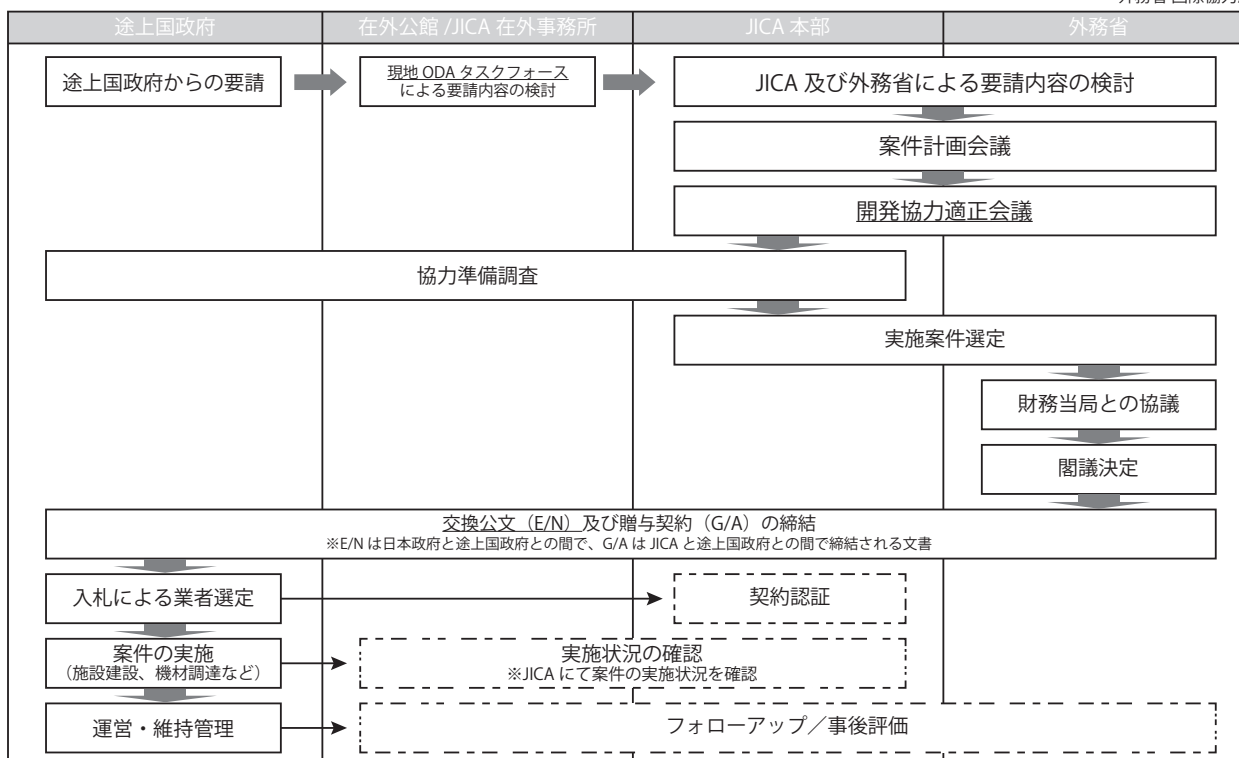 途上国政府
在外公館 /JICA 在外事務所
JICA 本部
外務省
途上国政府からの要請
現地 ODA タスクフォース
による要請内容の検討
JICA 及び外務省による要請内容の検討
案件計画会議
開発協力適正会議
協力準備調査
実施案件選定
財務当局との協議
閣議決定
交換公文（E/N）及び贈与契約（G/A）の締結
※E/N は日本政府と途上国政府との間で、G/A は JICA と途上国政府との間で締結される文書
入札による業者選定
契約認証
案件の実施
（施設建設、機材調達など）
実施状況の確認
※JICA にて案件の実施状況を確認
運営・維持管理
フォローアップ／事後評価